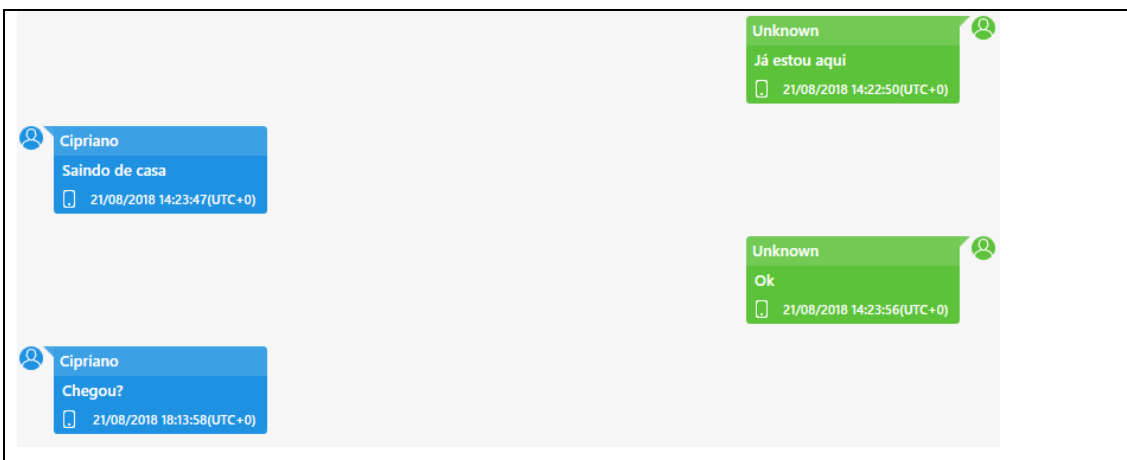 Unknown
Já estou aqui
21/08/2018 14:22:50(UTC+0)
Cipriano
Saindo de casa
21/08/2018 14:23:47(UTC+0)
Unknown
Ok
21/08/2018 14:23:56(UTC+0)
Cipriano
Chegou?
21/08/2018 18:13:58(UTC+0)